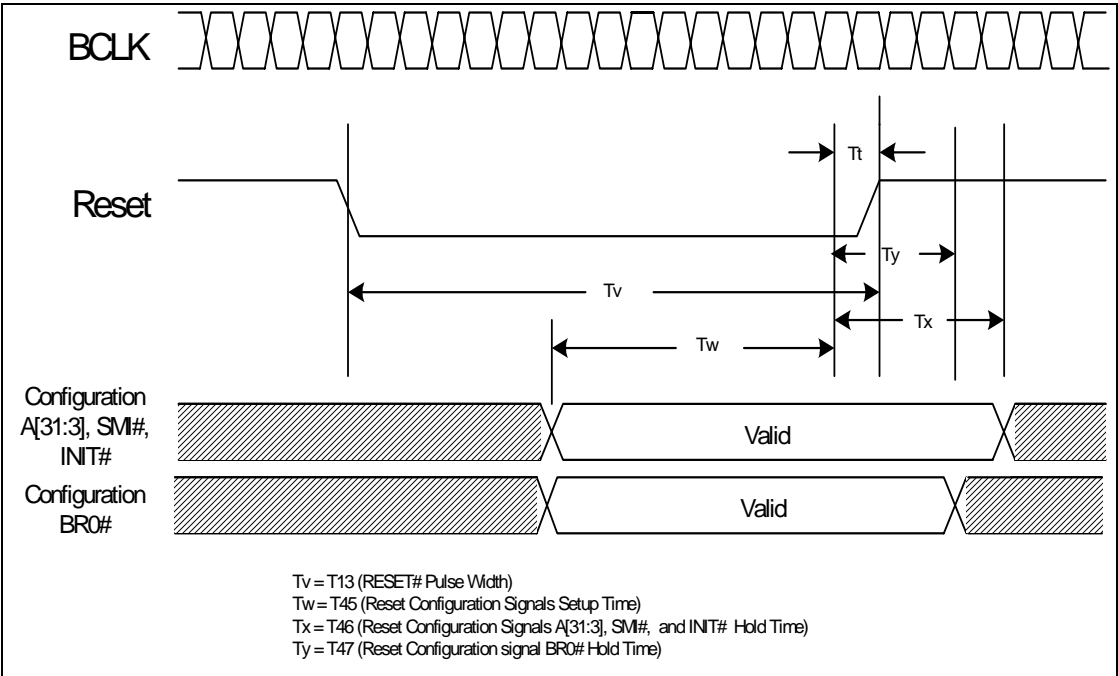 BCLK
Tt
Reset
Ty
Tv
Tx
Tw
Configuration
A[31:3], SMI#,
INIT#
Valid
Configuration
BR0#
Valid
Tv = T13 (RESET# Pulse Width)
Tw = T45 (Reset Configuration Signals Setup Time)
Tx = T46 (Reset Configuration Signals A[31:3], SMI#, and INIT# Hold Time)
Ty = T47 (Reset Configuration signal BR0# Hold Time)